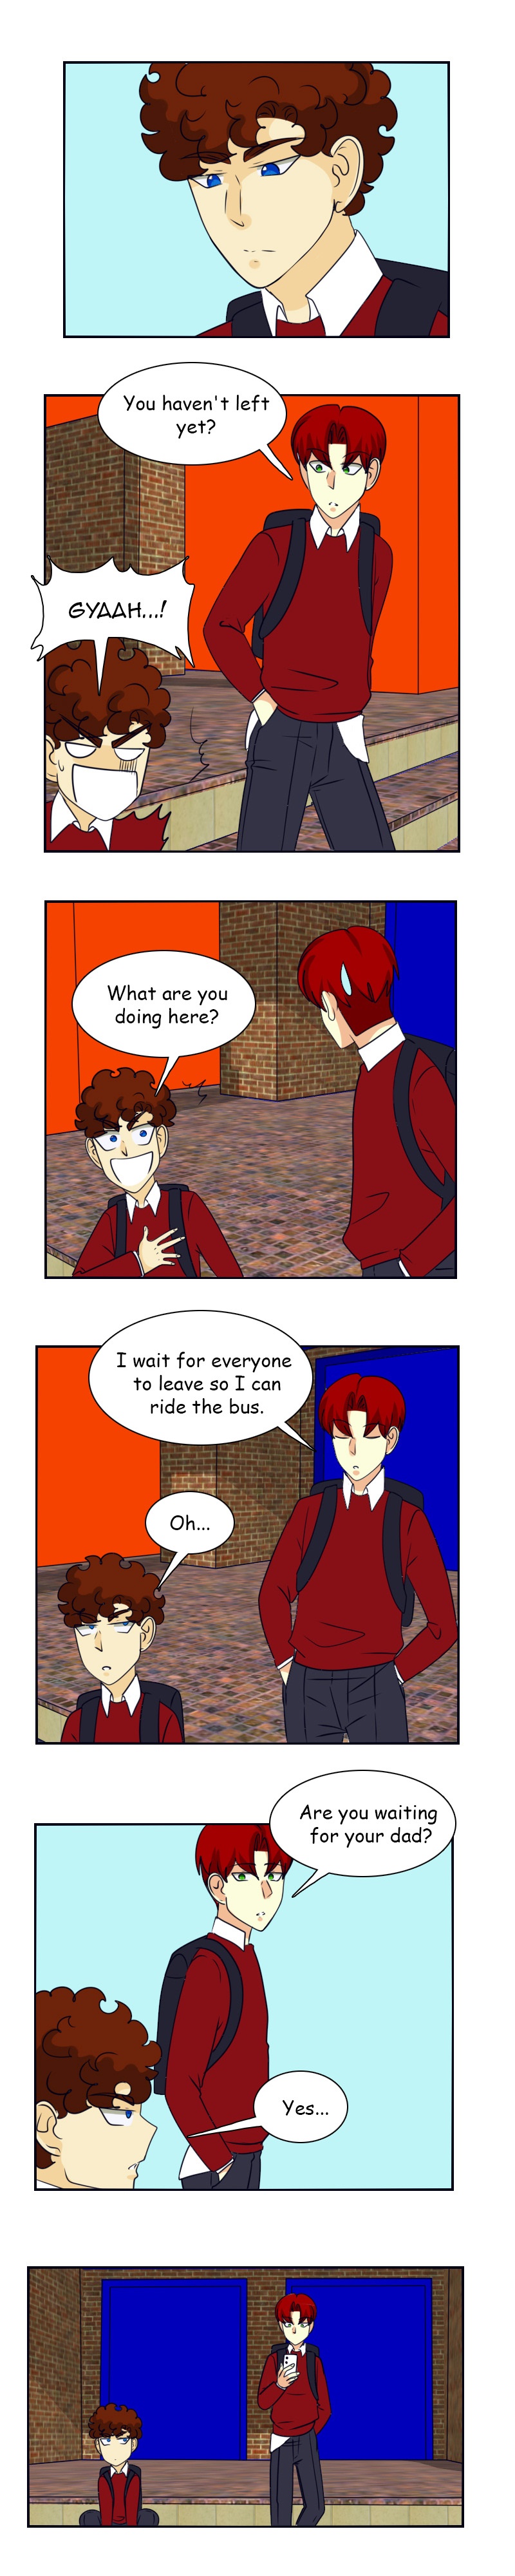 You haven't left
yet?
GYAAH...!
What are you
doing here?
I wait for everyone
to leave so I can
ride the bus.
Oh...
Are you waiting
for your dad?
Yes...